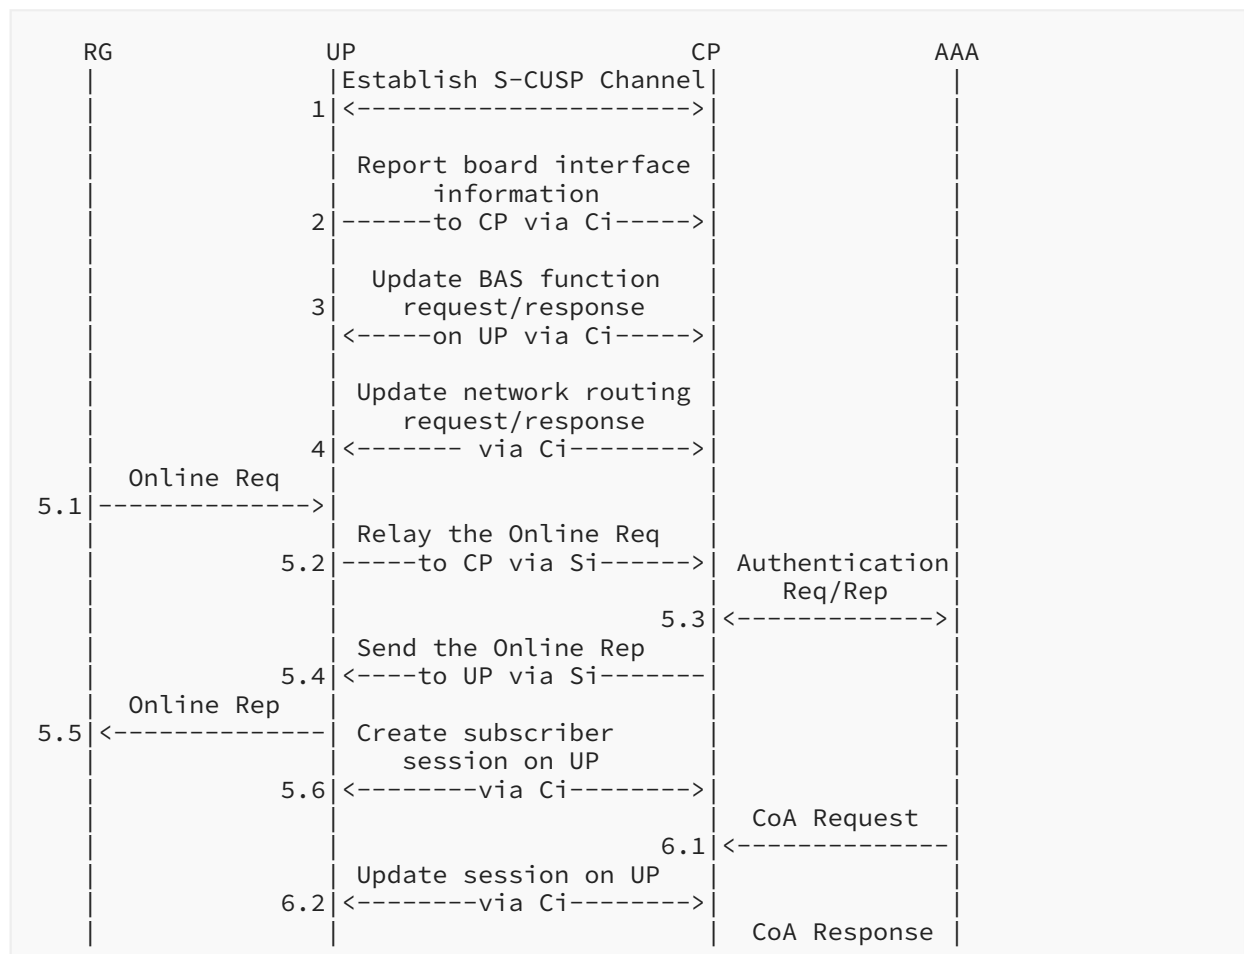 RG UP CP AAA
|Establish S-CUSP Channel|
1|<---------------------->|
Report board interface
information
2|------to CP via Ci----->|
Update BAS function
3| request/response
|<-----on UP via Ci----->|
Update network routing
request/response
4|<------- via Ci-------->|
Online Req
5.1|-------------->|
Relay the Online Req
5.2|-----to CP via Si------>| Authentication|
Req/Rep
5.3|<------------->|
Send the Online Rep
5.4|<----to UP via Si-------|
Online Rep
5.5|<--------------| Create subscriber
session on UP
5.6|<--------via Ci-------->|
CoA Request
6.1|<--------------|
Update session on UP
6.2|<--------via Ci-------->|
CoA Response